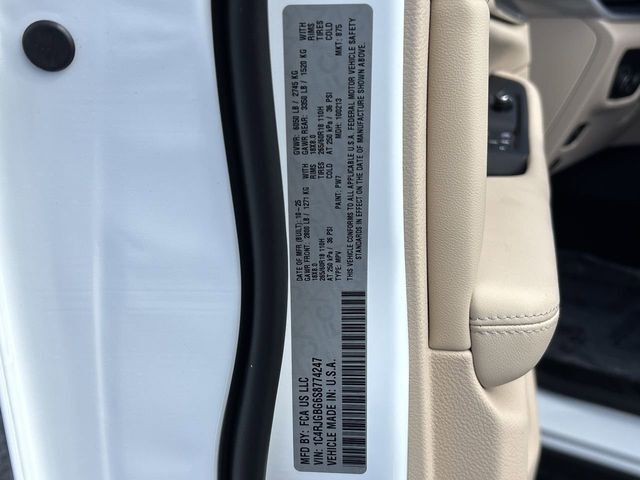 MFD BY: FCA US LLC
VIN: 1C4RJGBG6S8774247
VEHICLE MADE IN: U.S.A.
DATE OF MFR (BUILT): 10-25
GVWR: 6050 LB / 2745 KG
GAWR FRONT: 2800 LB / 1271 KG WITH
18X8.0 RIMS
265/60R18 110H TIRES
AT 250 kPa / 36 PSI COLD
GAWR REAR: 3350 LB / 1520 KG WITH
18X8.0 RIMS
265/60R18 110H TIRES
AT 250 kPa / 36 PSI COLD
TYPE: MPV PAINT: PW7 MDH: 100213 MKT: 875
THIS VEHICLE CONFORMS TO ALL APPLICABLE U.S.A. FEDERAL MOTOR VEHICLE SAFETY
STANDARDS IN EFFECT ON THE DATE OF MANUFACTURE SHOWN ABOVE.